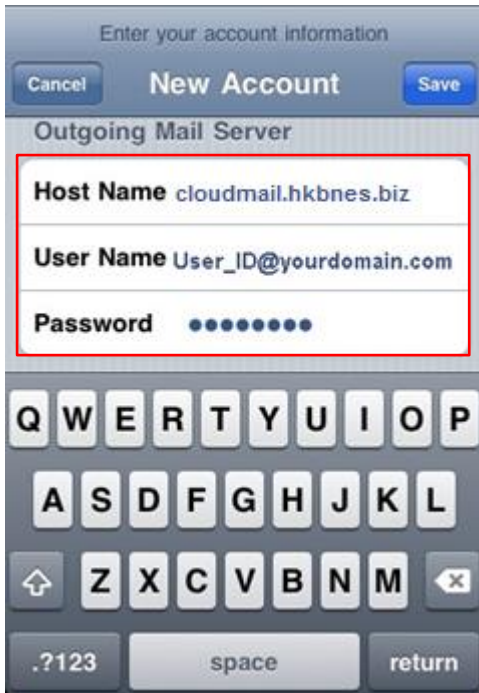 Enter your account information
Cancel New Account Save
Outgoing Mail Server
Host Name cloudmail.hkbnes.biz
User Name User_ID@yourdomain.com
Password ●●●●●●●●
Q W E R T Y U I O P
A S D F G H J K L
Z X C V B N M
.?123 space return